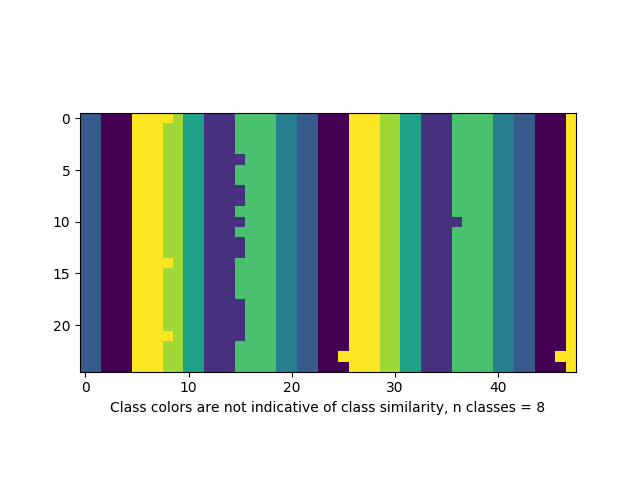 0
5
10
15
20
0 10 20 30 40
Class colors are not indicative of class similarity, n classes = 8